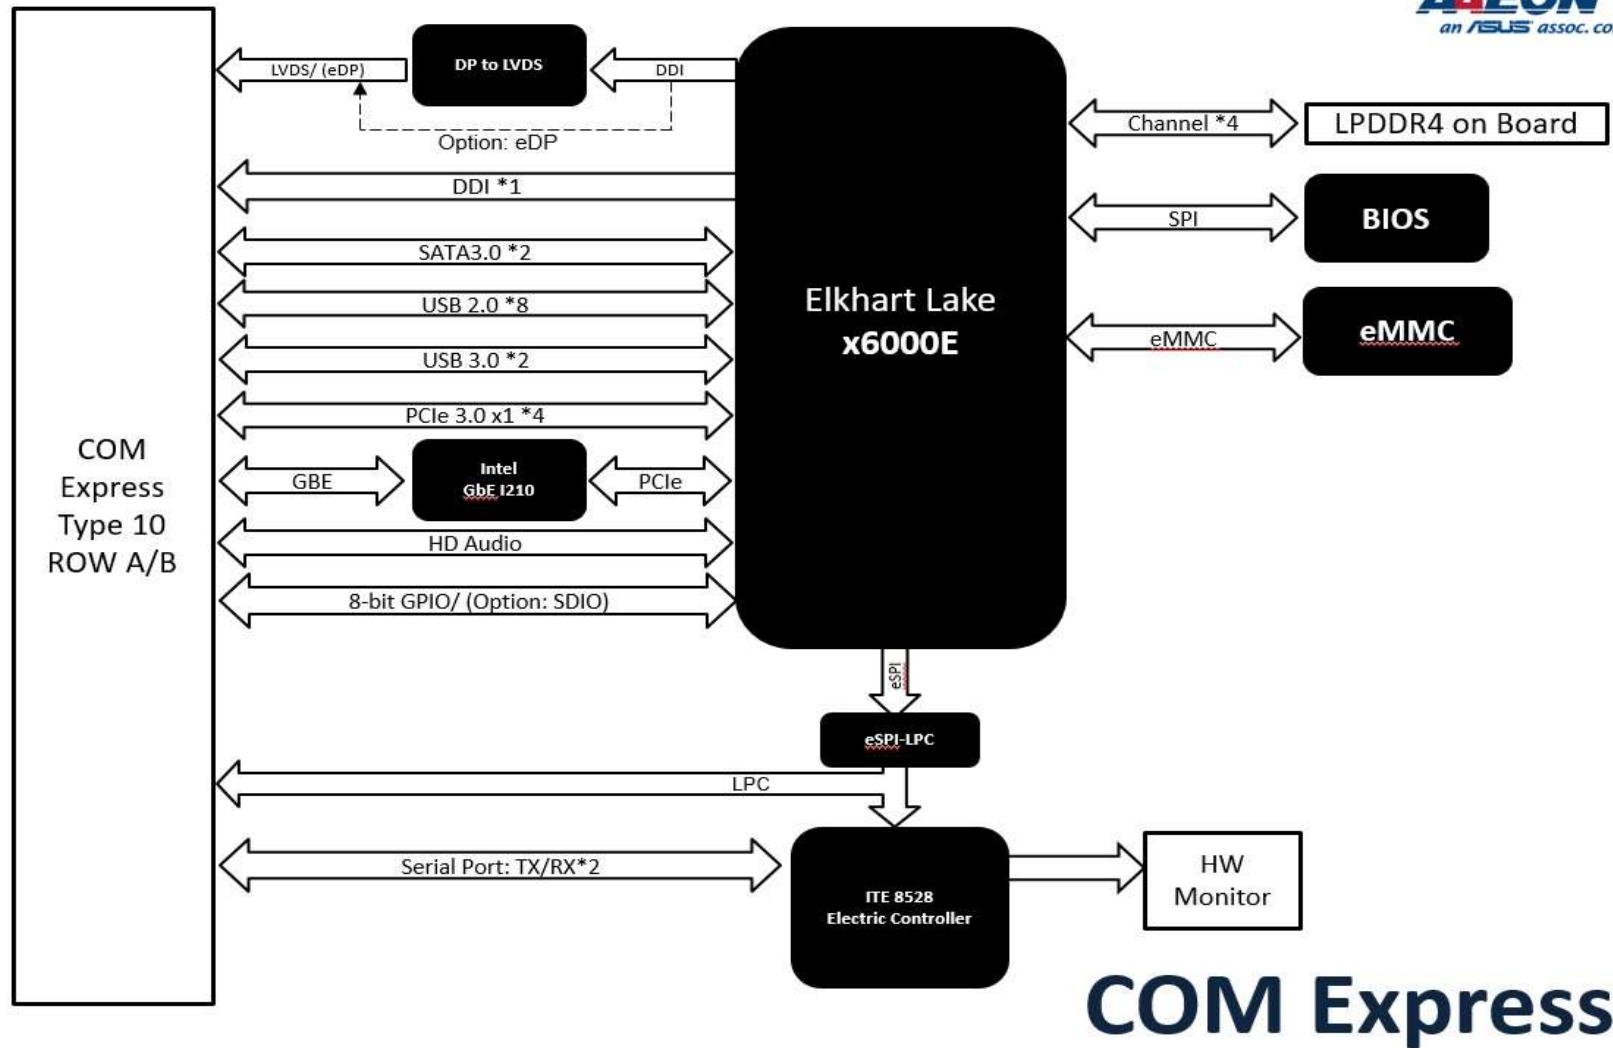 AAEON
an ASUS assoc. co
LVDS/ (eDP)
DP to LVDS
DDI
Option: eDP
Channel *4
LPDDR4 on Board
DDI *1
SPI
BIOS
SATA3.0 *2
USB 2.0 *8
Elkhart Lake
x6000E
eMMC
eMMC
USB 3.0 *2
PCIe 3.0 x1 *4
COM
Express
Type 10
ROW A/B
GBE
Intel
GbE I210
PCIe
HD Audio
8-bit GPIO/ (Option: SDIO)
eSPI
eSPI-LPC
LPC
Serial Port: TX/RX*2
ITE 8528
Electric Controller
HW
Monitor
COM Express